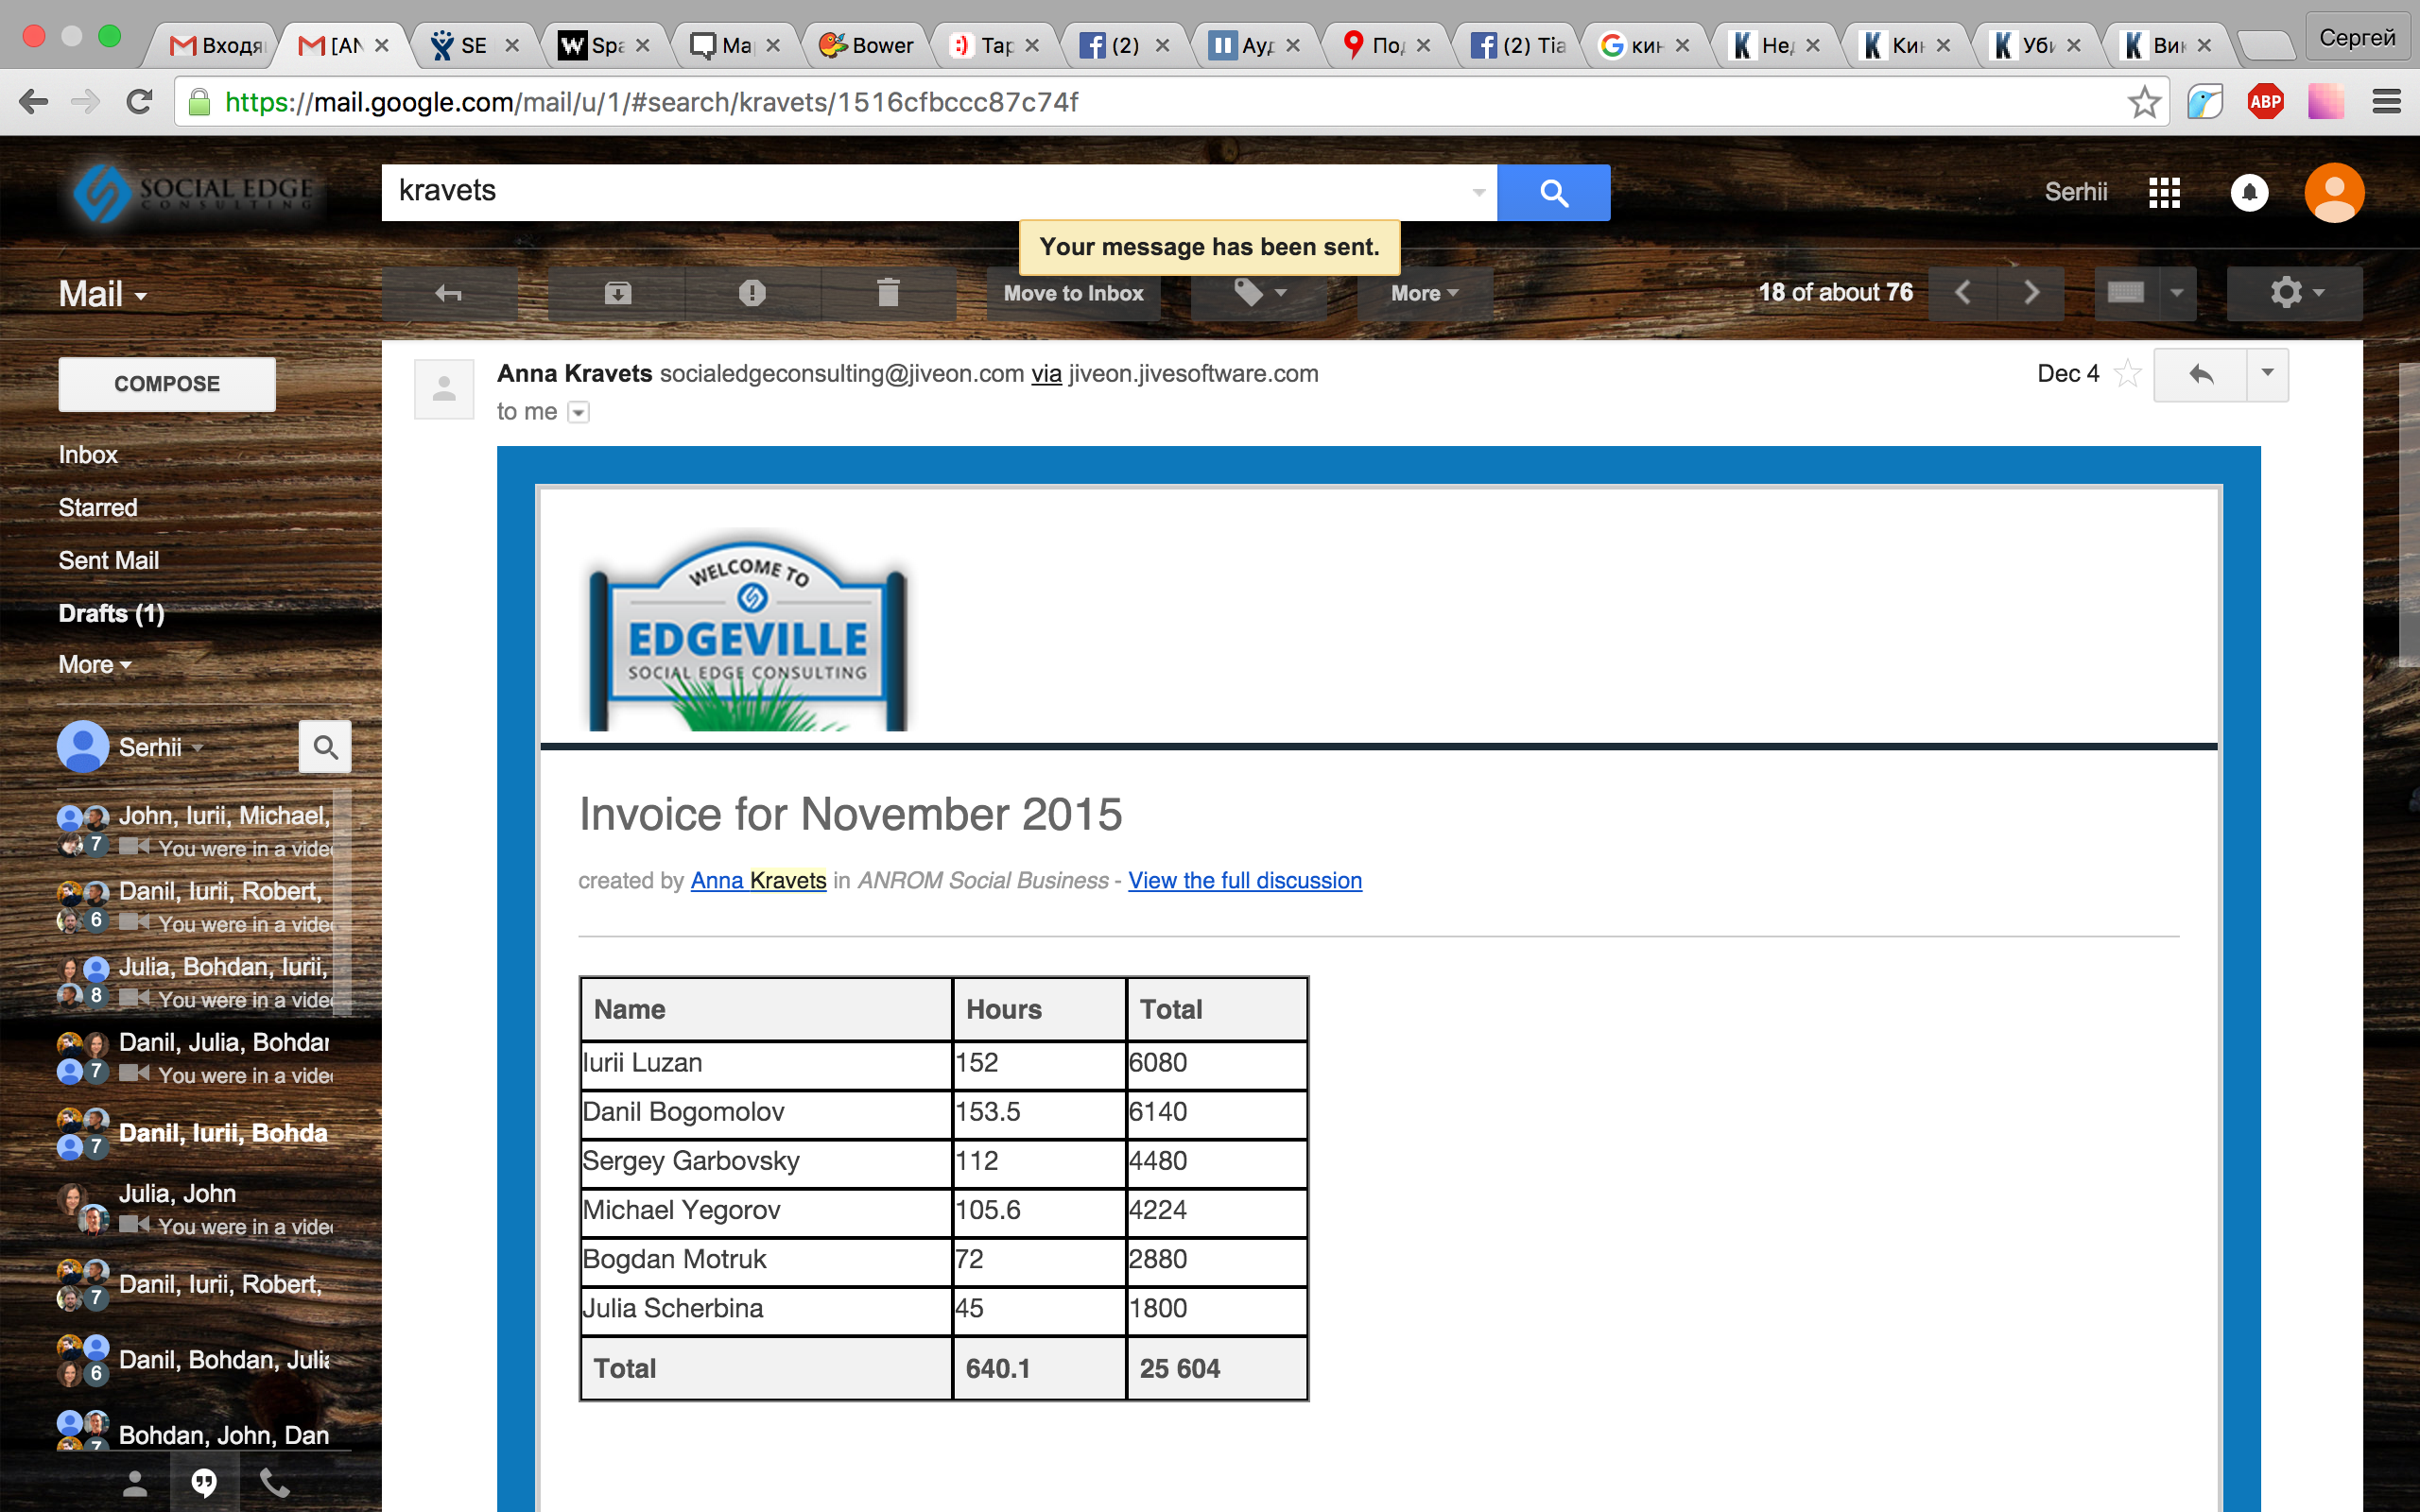 Входя
[AN
SE
Spa
Ma
Bower
Тар
(2)
Ауд
Под
(2) Tia
кин
Нед
Кин
Уби
Вик
Сергей
https://mail.google.com/mail/u/1/#search/kravets/1516cfbccc87c74f
ABP
SOCIAL EDGE
CONSULTING
kravets
Serhii
Your message has been sent.
Mail
Move to Inbox
More
18 of about 76
COMPOSE
Inbox
Starred
Sent Mail
Drafts (1)
More
Serhii
John, Iurii, Michael,
7 You were in a vide
Danil, Iurii, Robert,
6 You were in a vide
Julia, Bohdan, Iurii,
8 You were in a vide
Danil, Julia, Bohdar
7 You were in a vide
Danil, Iurii, Bohda
7
Julia, John
You were in a vide
Danil, Iurii, Robert,
7
Danil, Bohdan, Julia
6
Bohdan, John, Dan
7
Anna Kravets socialedgeconsulting@jiveon.com via jiveon.jivesoftware.com
Dec 4
to me
WELCOME TO
EDGEVILLE
SOCIAL EDGE CONSULTING
Invoice for November 2015
created by Anna Kravets in ANROM Social Business - View the full discussion
Name Hours Total
Iurii Luzan 152 6080
Danil Bogomolov 153.5 6140
Sergey Garbovsky 112 4480
Michael Yegorov 105.6 4224
Bogdan Motruk 72 2880
Julia Scherbina 45 1800
Total 640.1 25 604